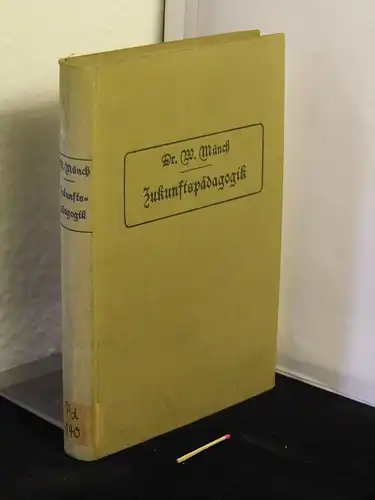 Dr. W. Münch
Zukunftspädagogik
Dr. W. Münch
Zukunfts-
pädagogik
Pd
140